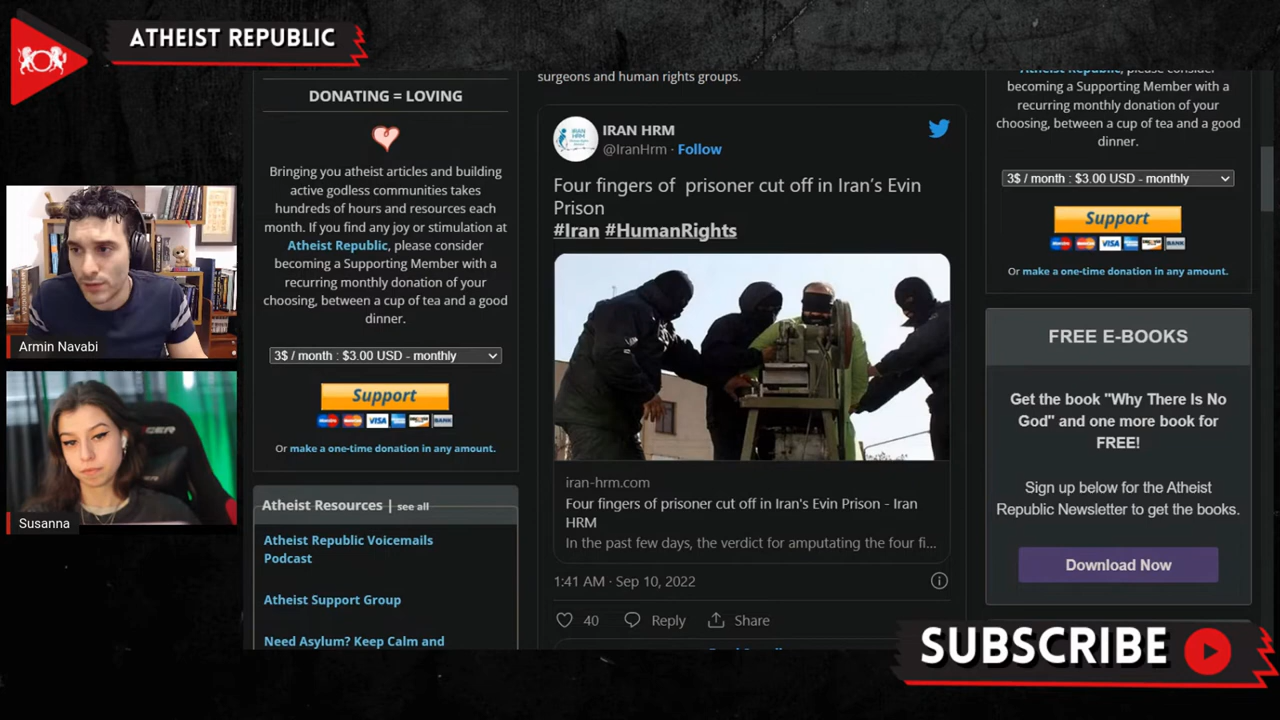 ATHEIST REPUBLIC
Armin Navabi
Susanna
DONATING = LOVING
Bringing you atheist articles and building
active godless communities takes
hundreds of hours and resources each
month. If you find any joy or stimulation at
Atheist Republic, please consider
becoming a Supporting Member with a
recurring monthly donation of your
choosing, between a cup of tea and a good
dinner.
3$ / month : $3.00 USD - monthly
Support
VISA
BANK
Or make a one-time donation in any amount.
Atheist Resources | see all
Atheist Republic Voicemails
Podcast
Atheist Support Group
Need Asylum? Keep Calm and
surgeons and human rights groups.
IRAN HRM
@IranHrm · Follow
Four fingers of prisoner cut off in Iran's Evin
Prison
#Iran #HumanRights
iran-hrm.com
Four fingers of prisoner cut off in Iran's Evin Prison - Iran
HRM
In the past few days, the verdict for amputating the four fi...
1:41 AM · Sep 10, 2022
40
Reply
Share
Atheist Republic, please consider
becoming a Supporting Member with a
recurring monthly donation of your
choosing, between a cup of tea and a good
dinner.
3$ / month : $3.00 USD - monthly
Support
VISA
BANK
Or make a one-time donation in any amount.
FREE E-BOOKS
Get the book "Why There Is No
God" and one more book for
FREE!
Sign up below for the Atheist
Republic Newsletter to get the books.
Download Now
SUBSCRIBE